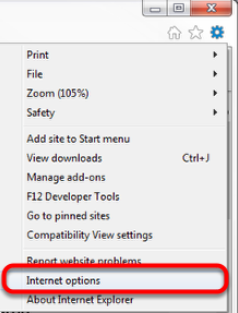 Print
File
Zoom (105%)
Safety
Add site to Start menu
View downloads Ctrl+J
Manage add-ons
F12 Developer Tools
Go to pinned sites
Compatibility View settings
Report website problems
Internet options
About Internet Explorer